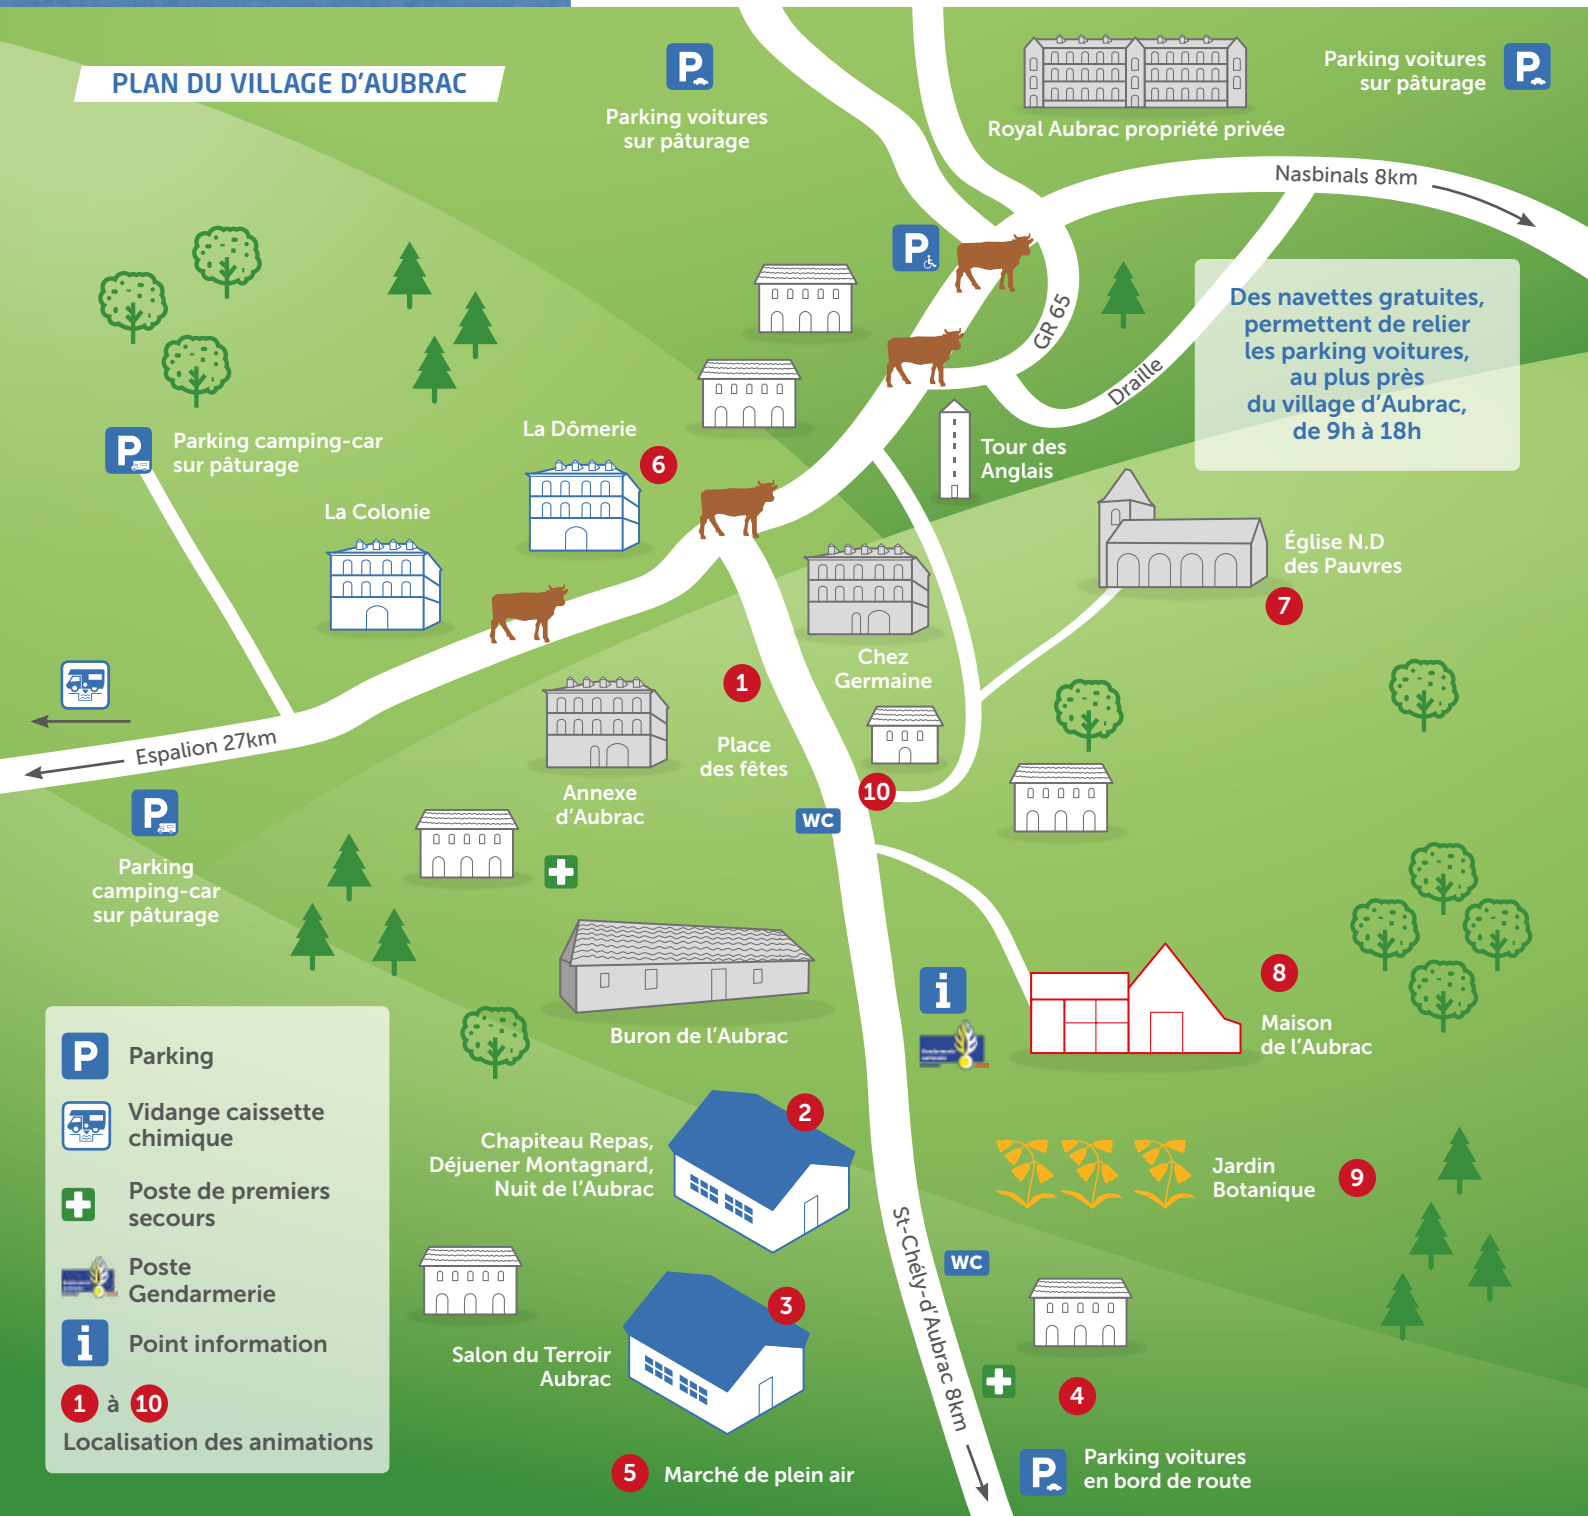 PLAN DU VILLAGE D'AUBRAC
P
Parking voitures
sur pâturage
Royal Aubrac propriété privée
Parking voitures
sur pâturage
P
Nasbinals 8km
P
GR 65
Draille
Des navettes gratuites,
permettent de relier
les parking voitures,
au plus près
du village d'Aubrac,
de 9h à 18h
P
Parking camping-car
sur pâturage
La Dômerie
6
La Colonie
Tour des
Anglais
Église N.D
des Pauvres
7
Chez
Germaine
1
Place
des fêtes
Espalion 27km
Annexe
d'Aubrac
10
WC
P
Parking
camping-car
sur pâturage
Buron de l'Aubrac
i
8
Maison
de l'Aubrac
2
Chapiteau Repas,
Déjuener Montagnard,
Nuit de l'Aubrac
Jardin
Botanique
9
St-Chély-d'Aubrac 8km
WC
3
Salon du Terroir
Aubrac
4
5
Marché de plein air
P
Parking voitures
en bord de route
P
Parking
Vidange caissette
chimique
Poste de premiers
secours
Poste
Gendarmerie
i
Point information
1 à 10
Localisation des animations